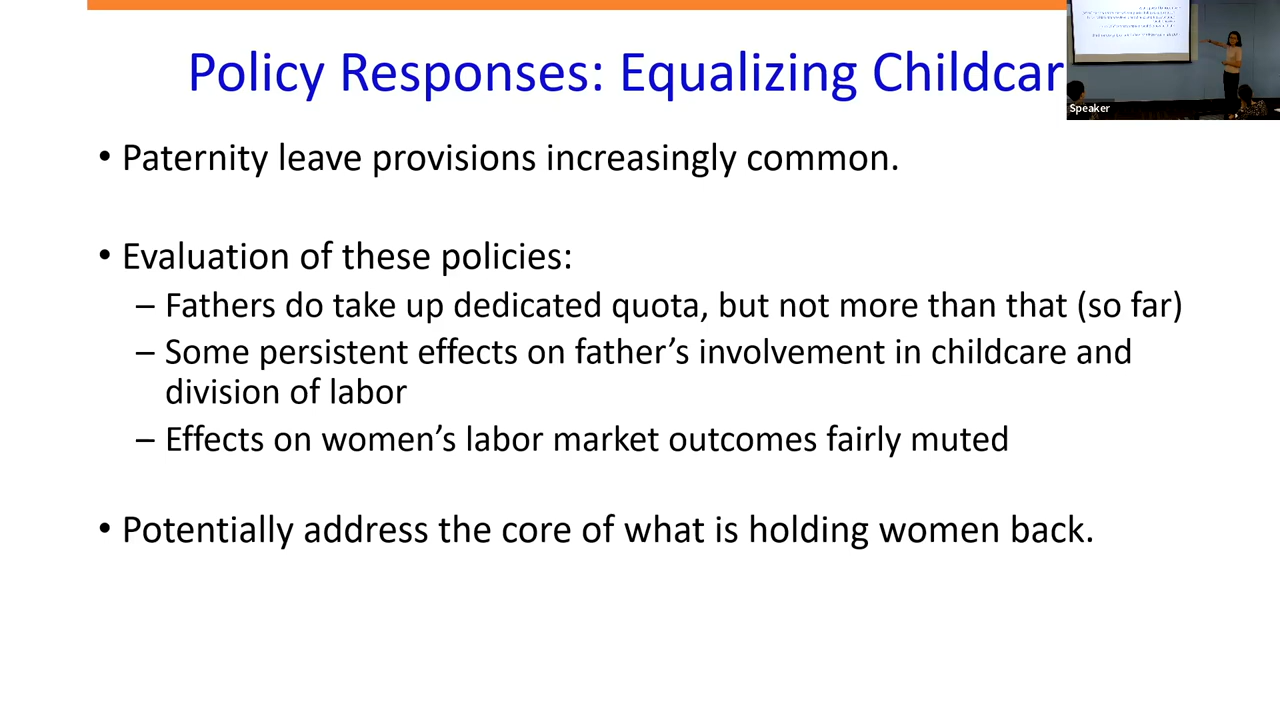 Policy Responses: Equalizing Childcar
Speaker
• Paternity leave provisions increasingly common.
• Evaluation of these policies:
– Fathers do take up dedicated quota, but not more than that (so far)
– Some persistent effects on father’s involvement in childcare and
division of labor
– Effects on women’s labor market outcomes fairly muted
• Potentially address the core of what is holding women back.